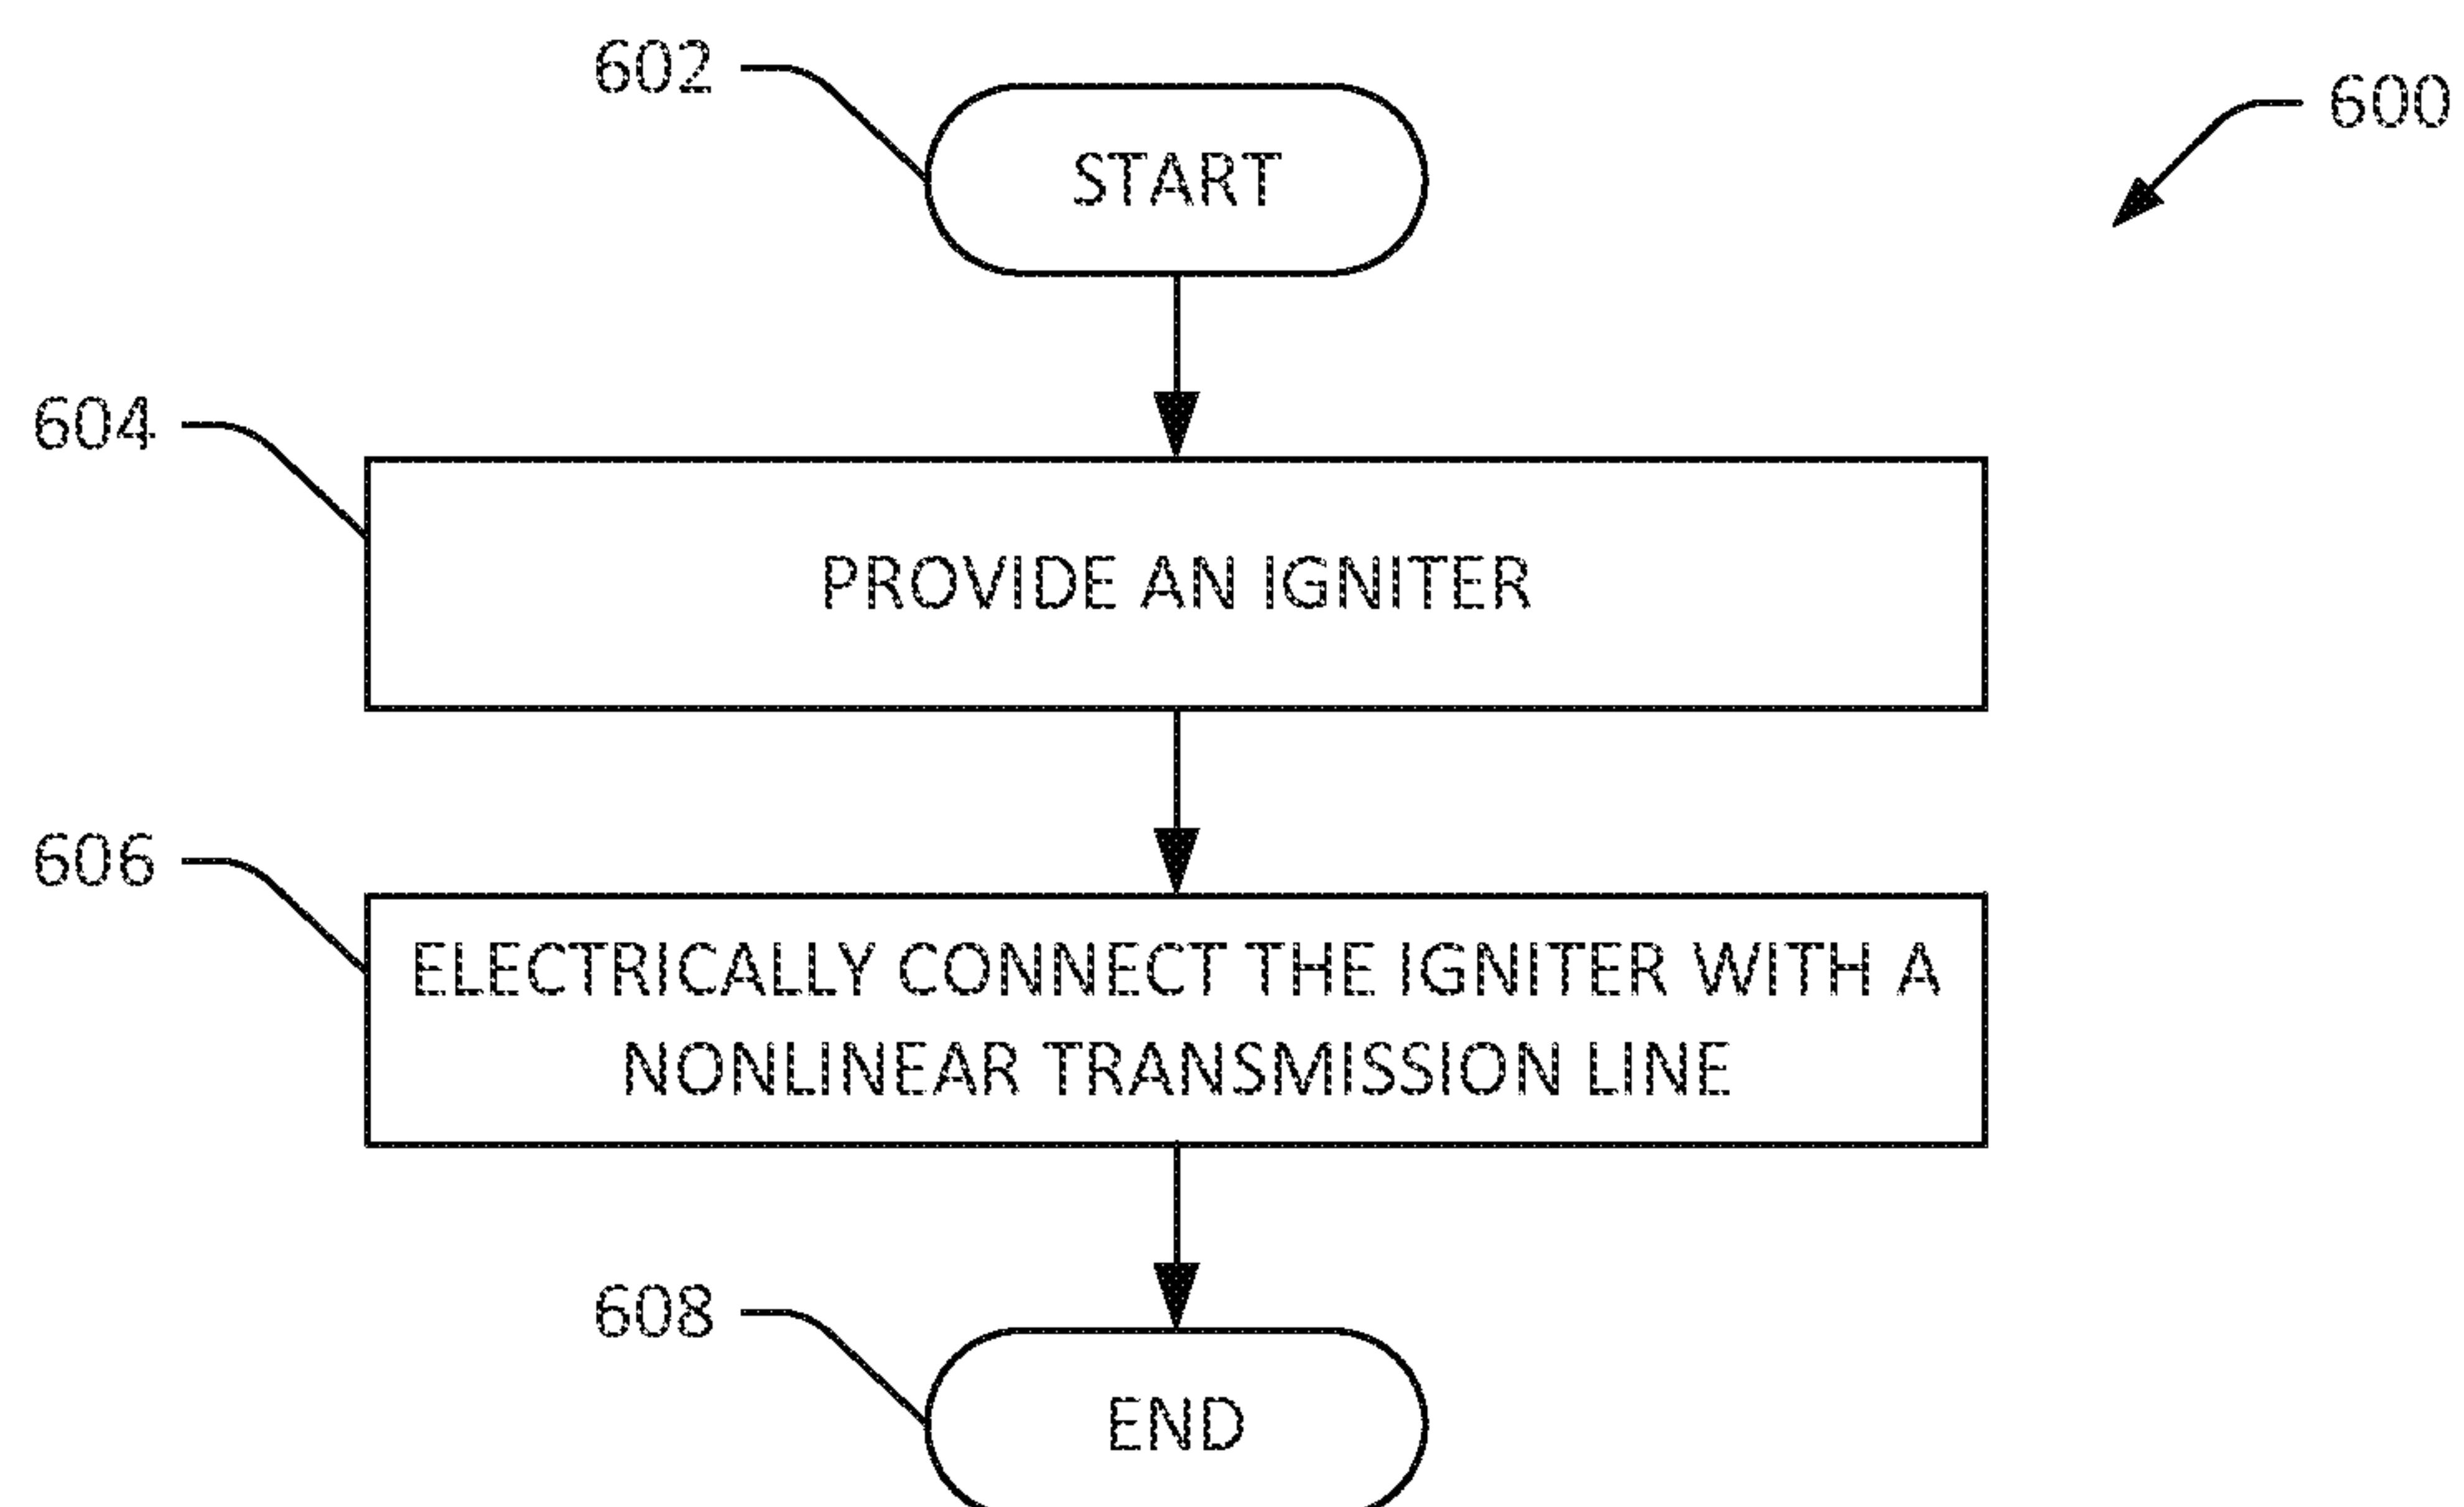 602
START
600
604
PROVIDE AN IGNITER
606
ELECTRICALLY CONNECT THE IGNITER WITH A
NONLINEAR TRANSMISSION LINE
608
END